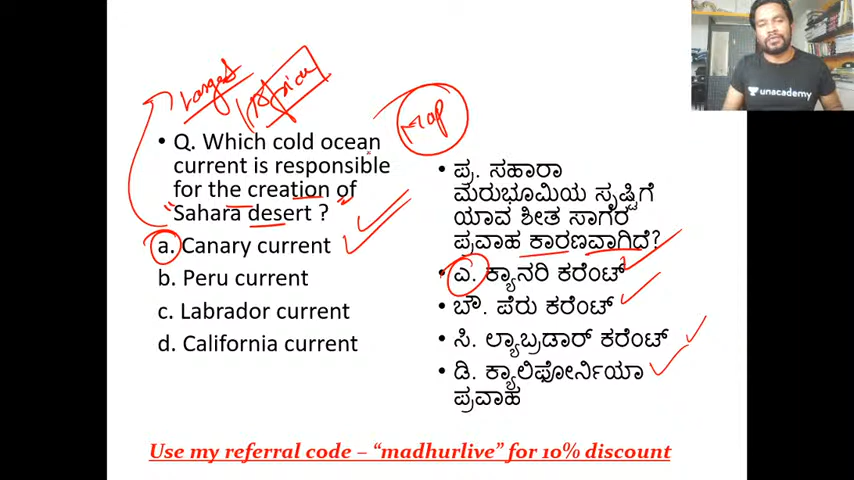 Largest
Map
unacademy
• Q. Which cold ocean
current is responsible
for the creation of
Sahara desert ?
a. Canary current
b. Peru current
c. Labrador current
d. California current
• ಪ್ರ. ಸಹಾರಾ
ಮರುಭೂಮಿಯ ಸೃಷ್ಟಿಗೆ
ಯಾವ ಶೀತ ಸಾಗರ
ಪ್ರವಾಹ ಕಾರಣವಾಗಿದೆ?
• ಎ. ಕ್ಯಾನರಿ ಕರೆಂಟ್
• ಬೌ. ಪೆರು ಕರೆಂಟ್
• ಸಿ. ಲ್ಯಾಬ್ರಡಾರ್ ಕರೆಂಟ್
• ಡಿ. ಕ್ಯಾಲಿಫೋರ್ನಿಯಾ
ಪ್ರವಾಹ
Use my referral code – “madhurlive” for 10% discount